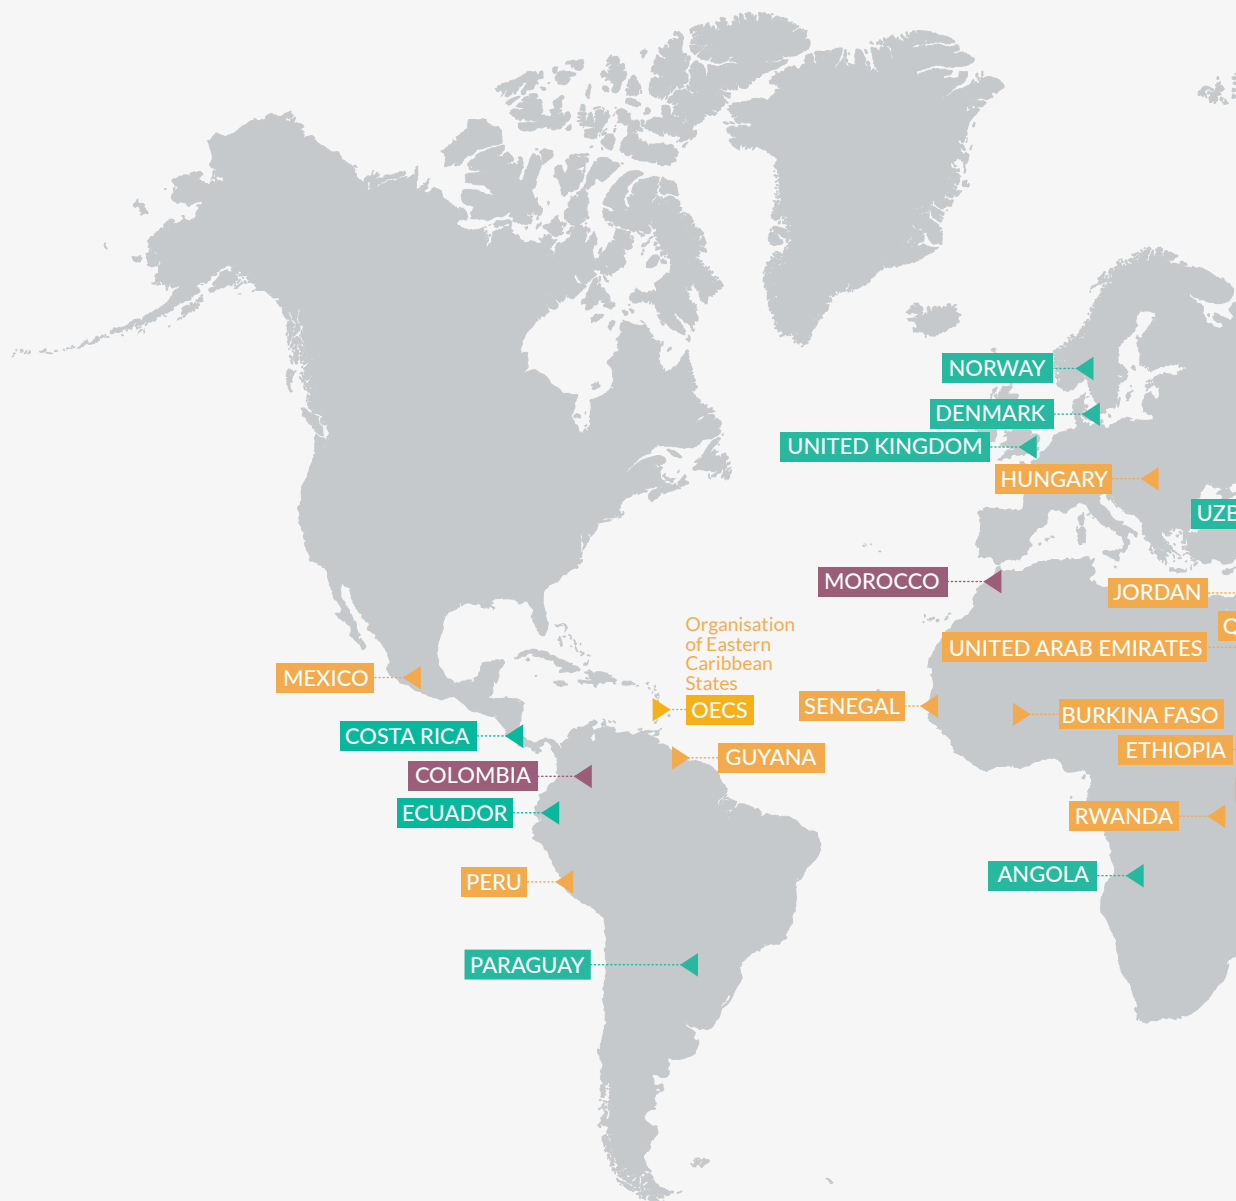 NORWAY
DENMARK
UNITED KINGDOM
HUNGARY
UZB
MOROCCO
JORDAN
Organisation
of Eastern
Caribbean
States
OECS
Q
UNITED ARAB EMIRATES
MEXICO
SENEGAL
BURKINA FASO
COSTA RICA
ETHIOPIA
GUYANA
COLOMBIA
ECUADOR
RWANDA
PERU
ANGOLA
PARAGUAY